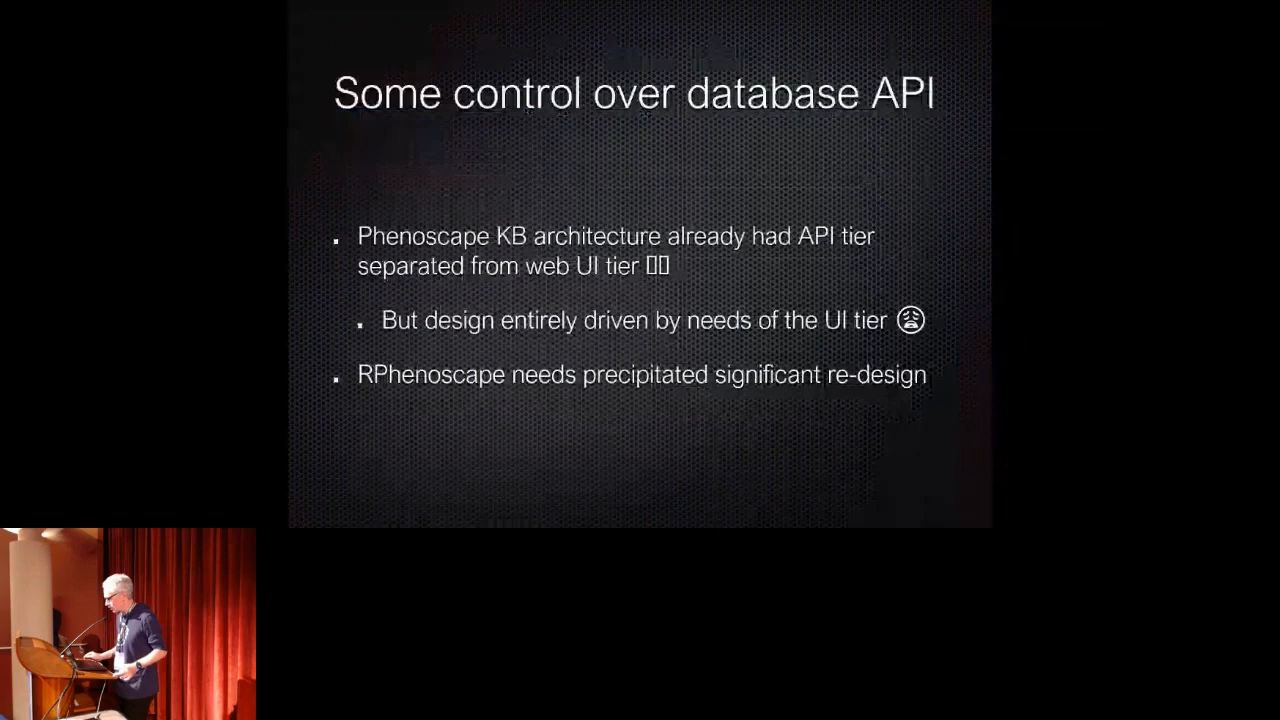 Some control over database API
Phenoscape KB architecture already had API tier
separated from web UI tier
But design entirely driven by needs of the UI tier 😩
RPhenoscape needs precipitated significant re-design